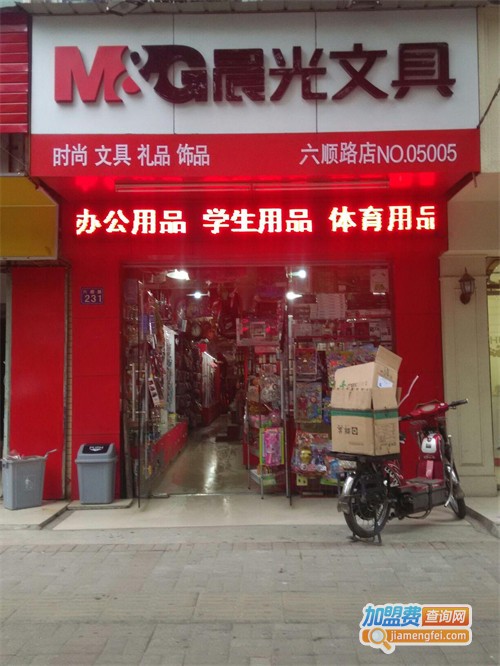 M&G晨光文具
时尚 文具 礼品 饰品 六顺路店NO.05005
办公用品 学生用品 体育用品
231
加盟费查询网
jiamengfei.com